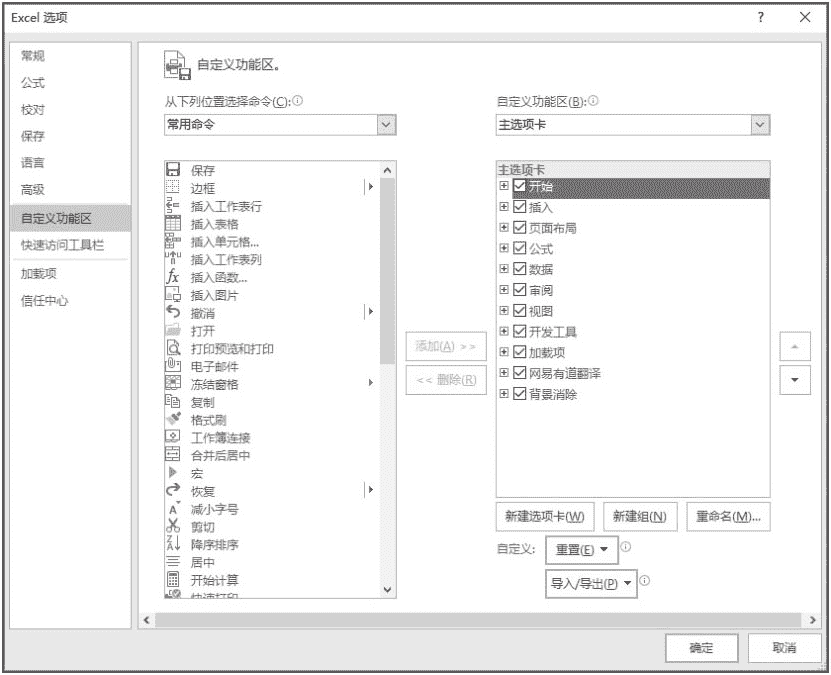 Excel 选项
?
常规
公式
校对
保存
语言
高级
自定义功能区
快速访问工具栏
加载项
信任中心
自定义功能区。
从下列位置选择命令(C):
常用命令
保存
边框
插入工作表行
插入表格
插入单元格...
插入工作表列
插入函数...
插入图片
撤消
打开
打印预览和打印
电子邮件
冻结窗格
复制
格式刷
工作簿连接
合并后居中
宏
恢复
减小字号
剪切
降序排序
居中
开始计算
快速打印
添加(A) >>
<< 删除(R)
自定义功能区(B):
主选项卡
主选项卡
开始
插入
页面布局
公式
数据
审阅
视图
开发工具
加载项
网易有道翻译
背景消除
新建选项卡(W)
新建组(N)
重命名(M)...
自定义:
重置(E)
导入/导出(P)
确定
取消